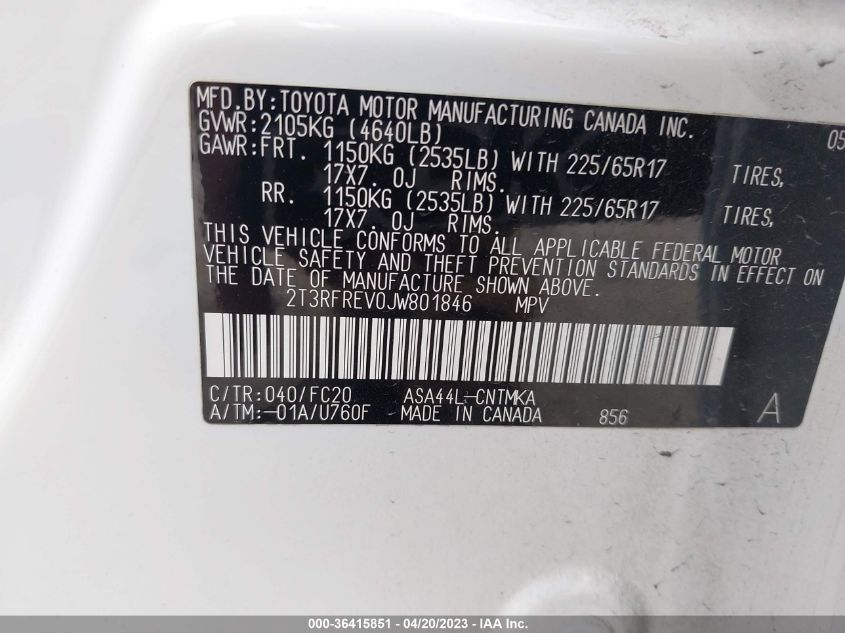 MFD.BY:TOYOTA MOTOR MANUFACTURING CANADA INC. 05
GVWR:2105KG (4640LB)
GAWR:FRT. 1150KG (2535LB) WITH 225/65R17 TIRES,
17X7. 0J RIMS.
RR. 1150KG (2535LB) WITH 225/65R17 TIRES,
17X7. 0J RIMS.
THIS VEHICLE CONFORMS TO ALL APPLICABLE FEDERAL MOTOR
VEHICLE SAFETY AND THEFT PREVENTION STANDARDS IN EFFECT ON
THE DATE OF MANUFACTURE SHOWN ABOVE.
2T3RFREV0JW801846 MPV
C/TR:040/FC20 ASA44L-CNTMKA
A/TM:-01A/U760F MADE IN CANADA 856 A
000-36415851 - 04/20/2023 - IAA Inc.